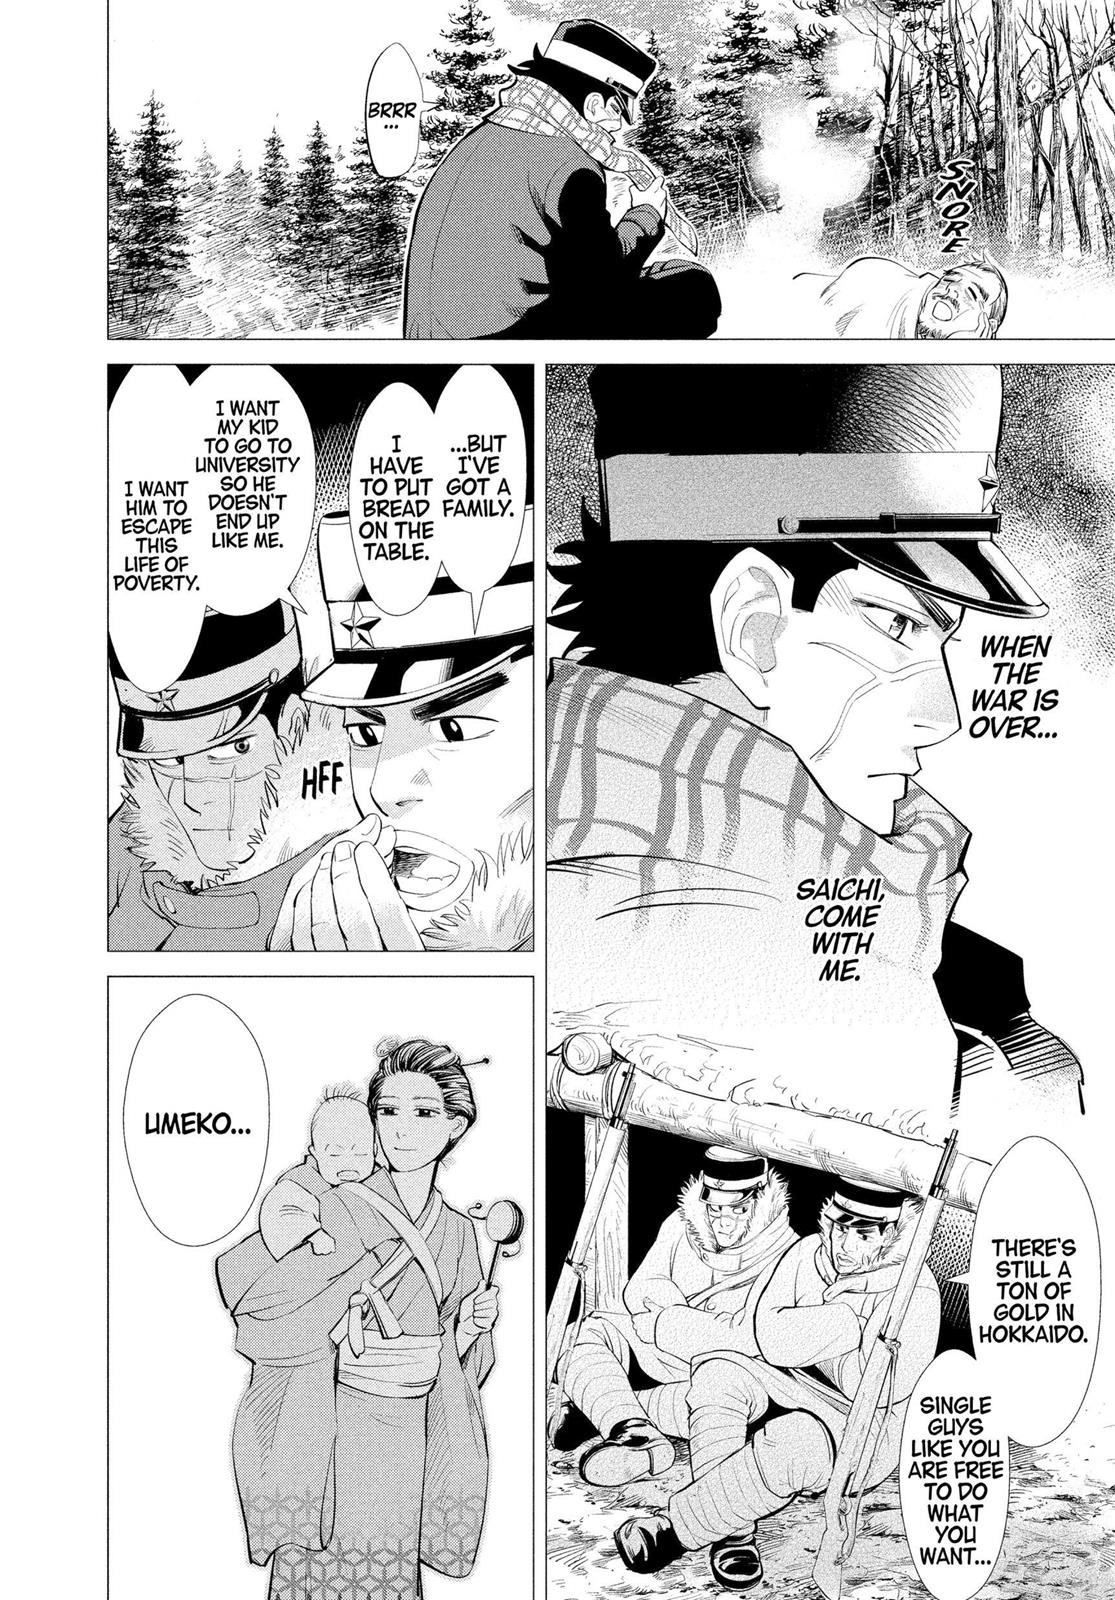 BRRR
...
SNORE
WHEN
THE
WAR IS
OVER...
SAICHI,
COME
WITH
ME.
THERE'S
STILL A
TON OF
GOLD IN
HOKKAIDO.
SINGLE
GUYS
LIKE YOU
ARE FREE
TO DO
WHAT
YOU
WANT...
...BUT
I'VE
GOT A
FAMILY.
I
HAVE
TO PUT
BREAD
ON THE
TABLE.
I WANT
MY KID
TO GO TO
UNIVERSITY
SO HE
DOESN'T
END UP
LIKE ME.
I WANT
HIM TO
ESCAPE
THIS
LIFE OF
POVERTY.
HFF
UMEKO...